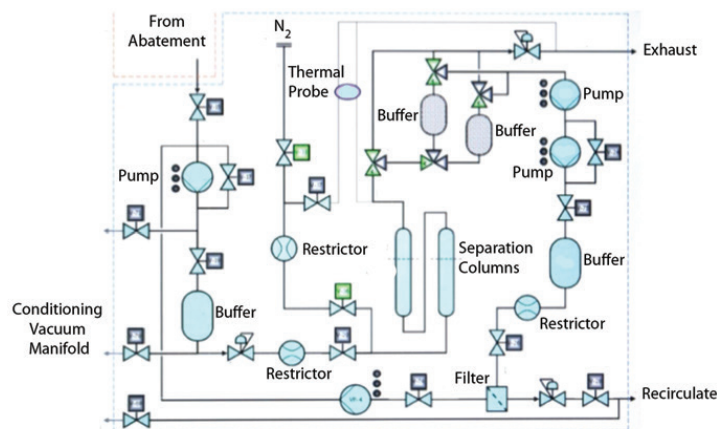 From
Abatement
N2
Thermal
Probe
Exhaust
Pump
Buffer
Buffer
Pump
Pump
Restrictor
Separation
Columns
Buffer
Buffer
Conditioning
Vacuum
Manifold
Restrictor
Restrictor
Filter
Recirculate